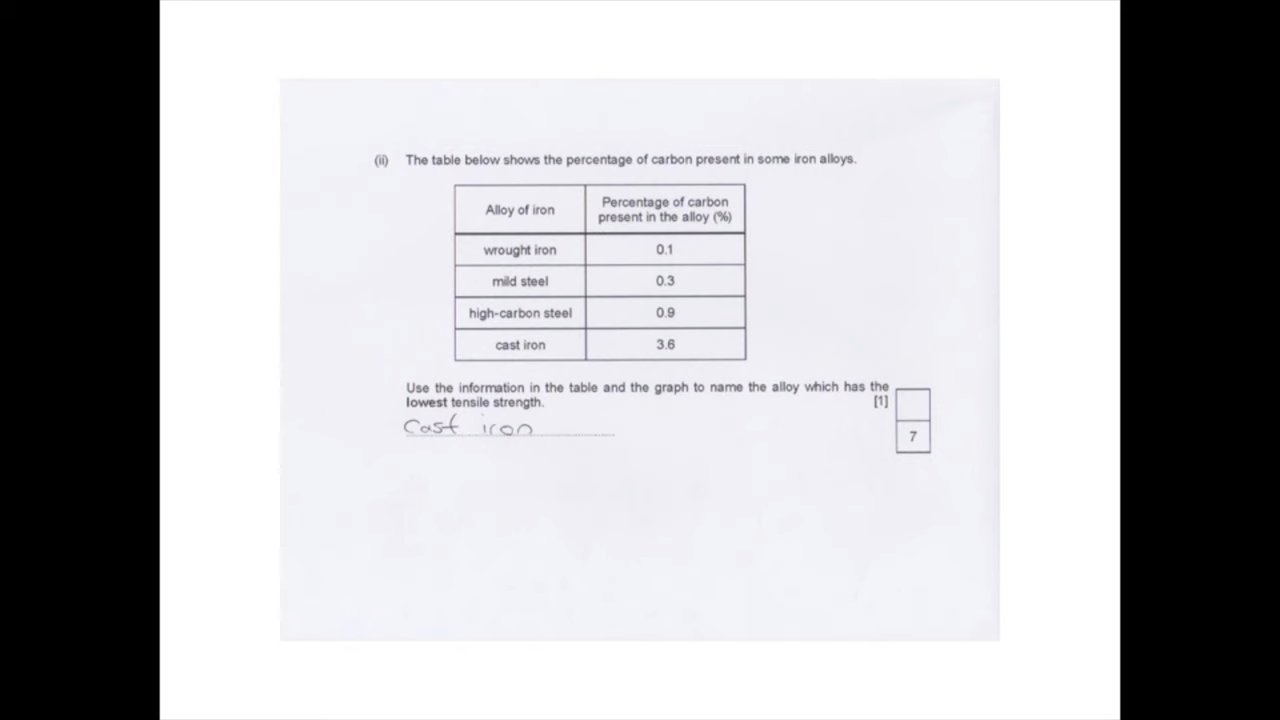 (ii) The table below shows the percentage of carbon present in some iron alloys.
Alloy of iron
Percentage of carbon
present in the alloy (%)
wrought iron 0.1
mild steel 0.3
high-carbon steel 0.9
cast iron 3.6
Use the information in the table and the graph to name the alloy which has the
lowest tensile strength. [1]
Cast iron
7